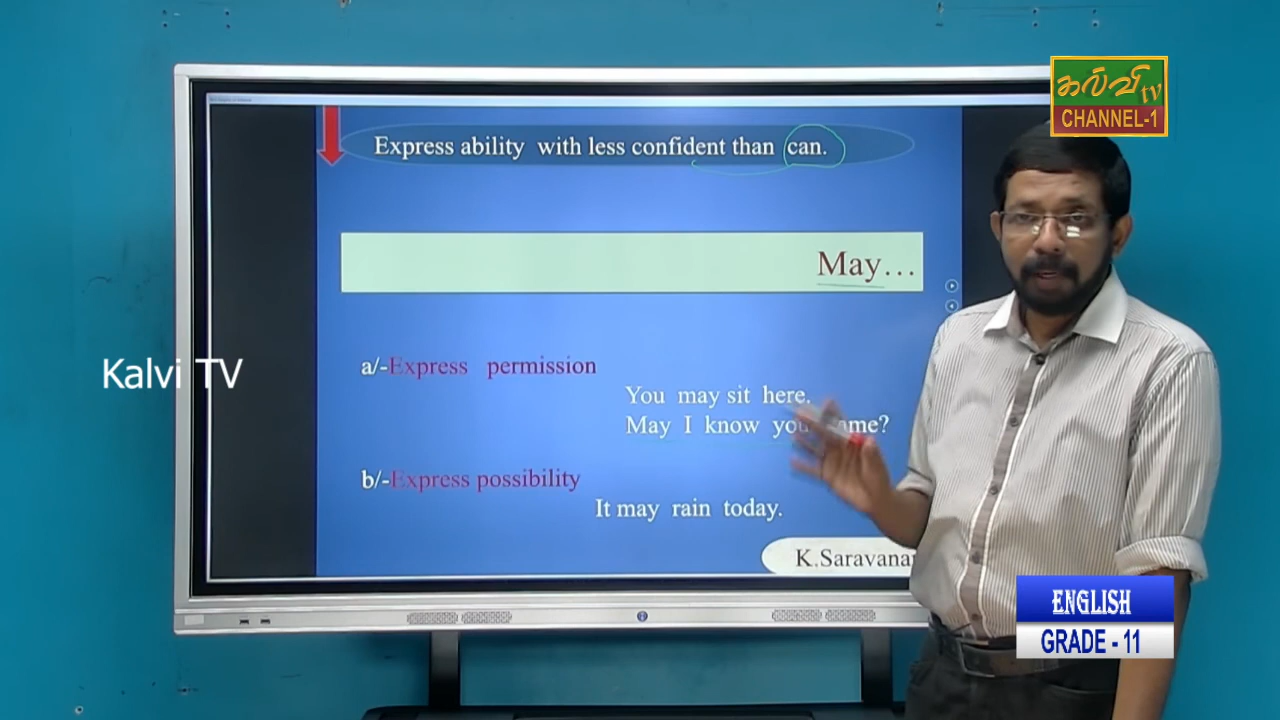 கல்வி TV
CHANNEL-1
Express ability with less confident than can.
May...
a/-Express permission
You may sit here.
May I know
b/-Express possibility
It may rain today.
K.Saravana
Kalvi TV
ENGLISH
GRADE - 11